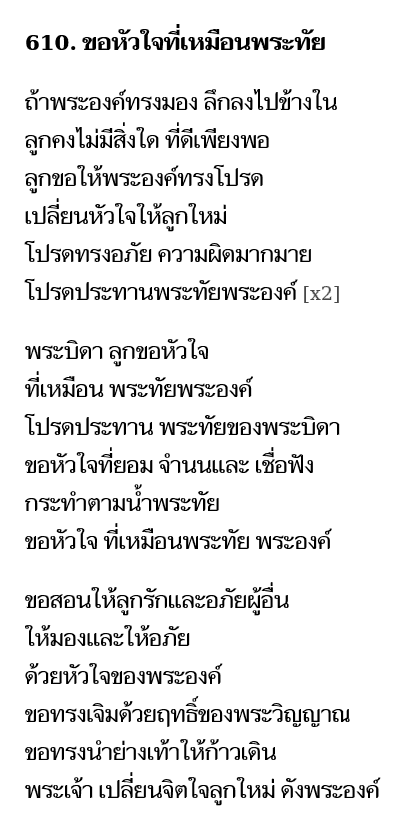 610. ขอหัวใจที่เหมือนพระทัย
ถ้าพระองค์ทรงมอง ลึกลงไปข้างใน
ลูกคงไม่มีสิ่งใด ที่ดีเพียงพอ
ลูกขอให้พระองค์ทรงโปรด
เปลี่ยนหัวใจให้ลูกใหม่
โปรดทรงอภัย ความผิดมากมาย
โปรดประทานพระทัยพระองค์ [x2]
พระบิดา ลูกขอหัวใจ
ที่เหมือน พระทัยพระองค์
โปรดประทาน พระทัยของพระบิดา
ขอหัวใจที่ยอม จำนนและ เชื่อฟัง
กระทำตามน้ำพระทัย
ขอหัวใจ ที่เหมือนพระทัย พระองค์
ขอสอนให้ลูกรักและอภัยผู้อื่น
ให้มองและให้อภัย
ด้วยหัวใจของพระองค์
ขอทรงเจิมด้วยฤทธิ์ของพระวิญญาณ
ขอทรงนำย่างเท้าให้ก้าวเดิน
พระเจ้า เปลี่ยนจิตใจลูกใหม่ ดังพระองค์